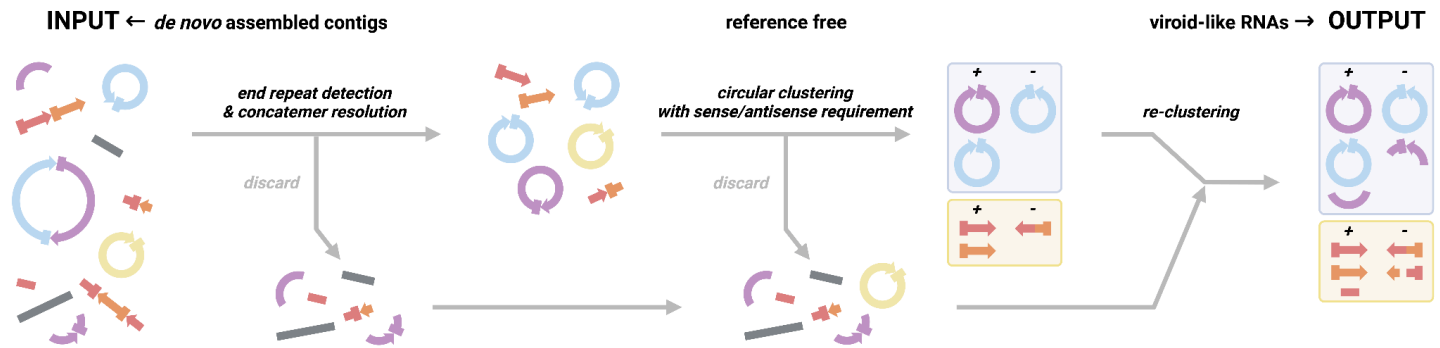 INPUT ← de novo assembled contigs
reference free
viroid-like RNAs → OUTPUT
end repeat detection
& concatemer resolution
discard
circular clustering
with sense/antisense requirement
discard
+ -
+ -
re-clustering
+ -
+ -